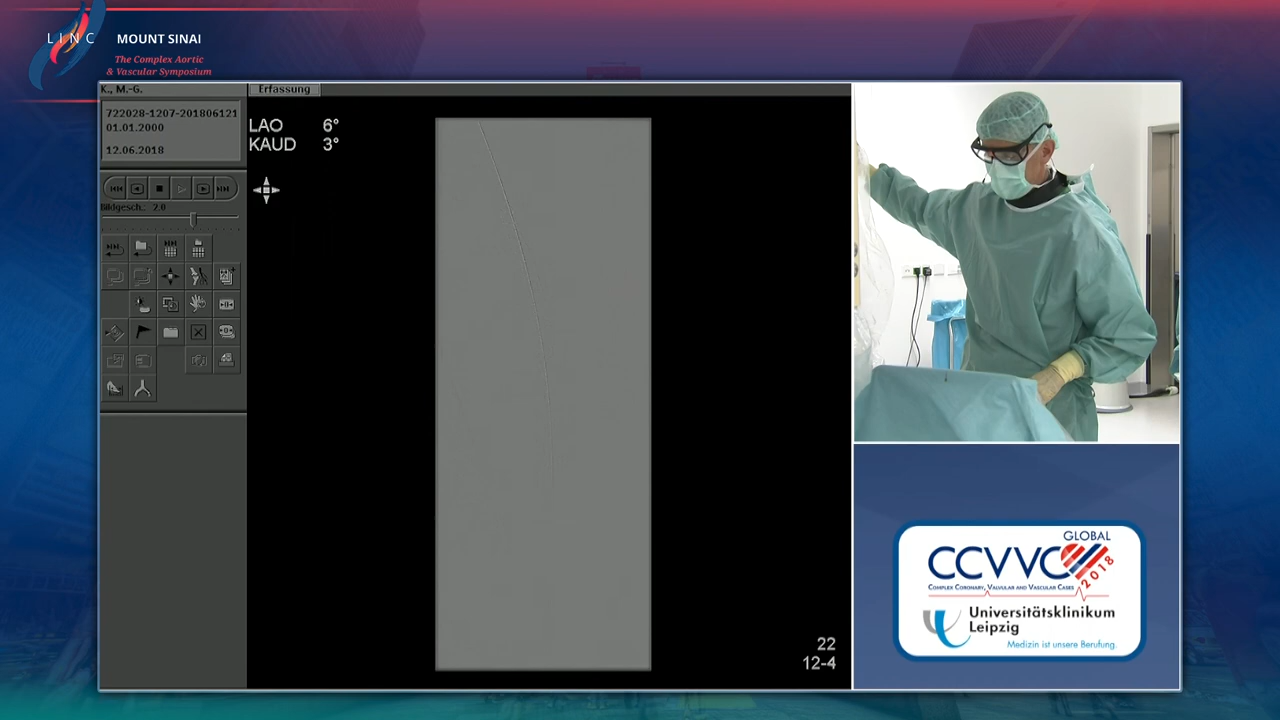 LINC
MOUNT SINAI
The Complex Aortic
& Vascular Symposium
K., M.-G.
Erfassung
722028-1207-201806121
01.01.2000
12.06.2018
LAO 6°
KAUD 3°
Bildgesch.: 2.0
22
12-4
GLOBAL
CCVVC
2018
Complex Coronary, Valvular and Vascular Cases
Universitätsklinikum
Leipzig
Medizin ist unsere Berufung.